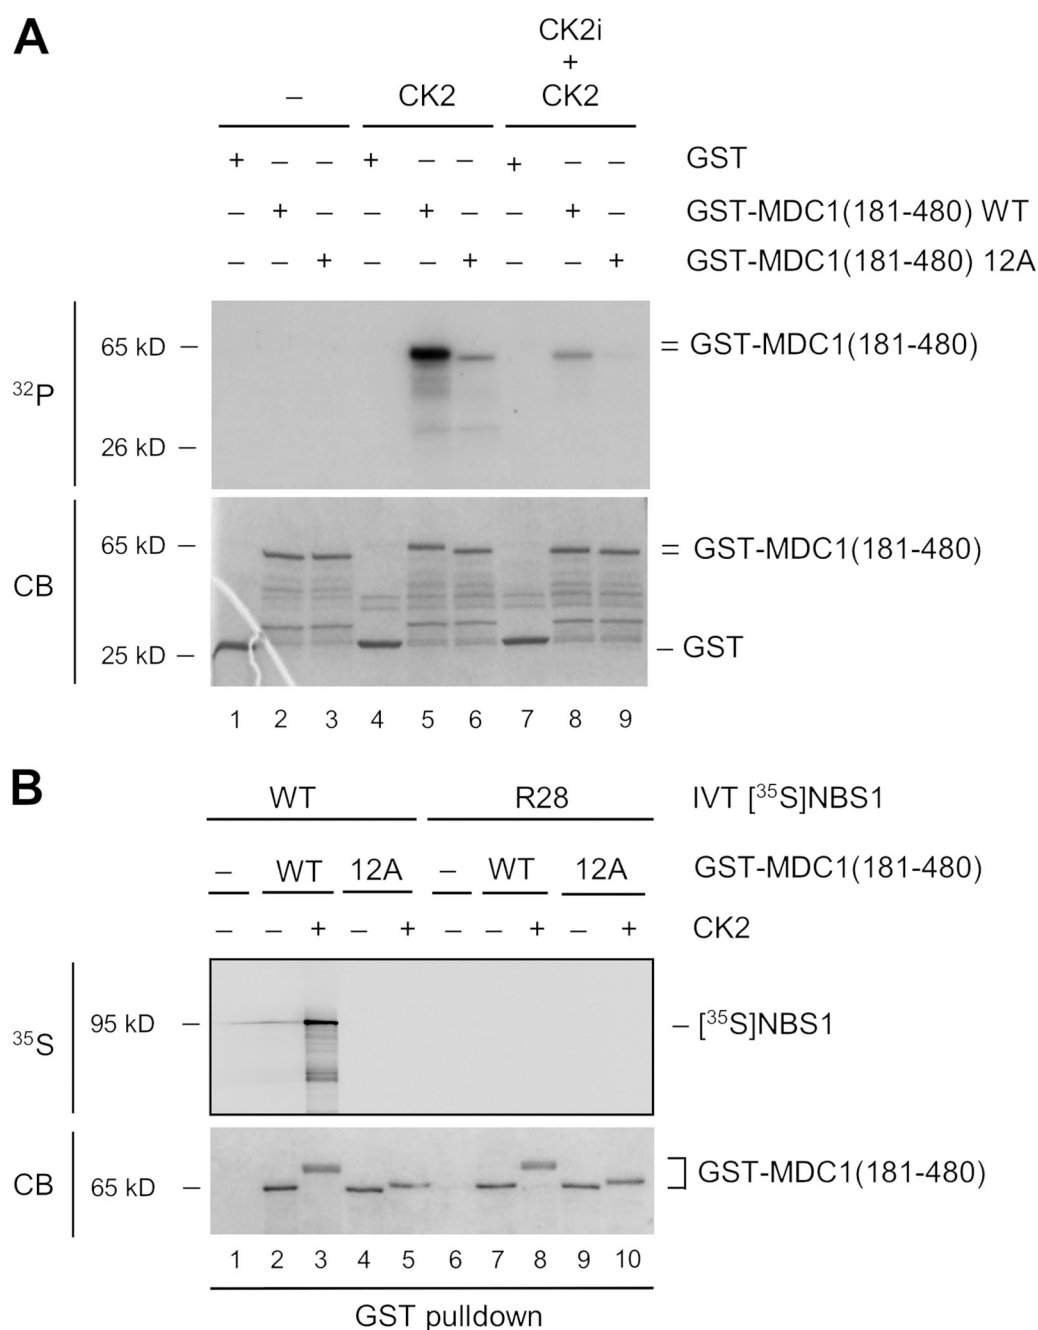 A
CK2i
+
– CK2 CK2
+ – – + – – + – – GST
– + – – + – – + – GST-MDC1(181-480) WT
– – + – – + – – + GST-MDC1(181-480) 12A
65 kD – = GST-MDC1(181-480)
32P
26 kD –
65 kD – = GST-MDC1(181-480)
CB
25 kD – – GST
1 2 3 4 5 6 7 8 9
B
WT R28 IVT [35S]NBS1
– WT 12A – WT 12A GST-MDC1(181-480)
– – + – + – – + – + CK2
95 kD – – [35S]NBS1
35S
CB 65 kD – GST-MDC1(181-480)
1 2 3 4 5 6 7 8 9 10
GST pulldown